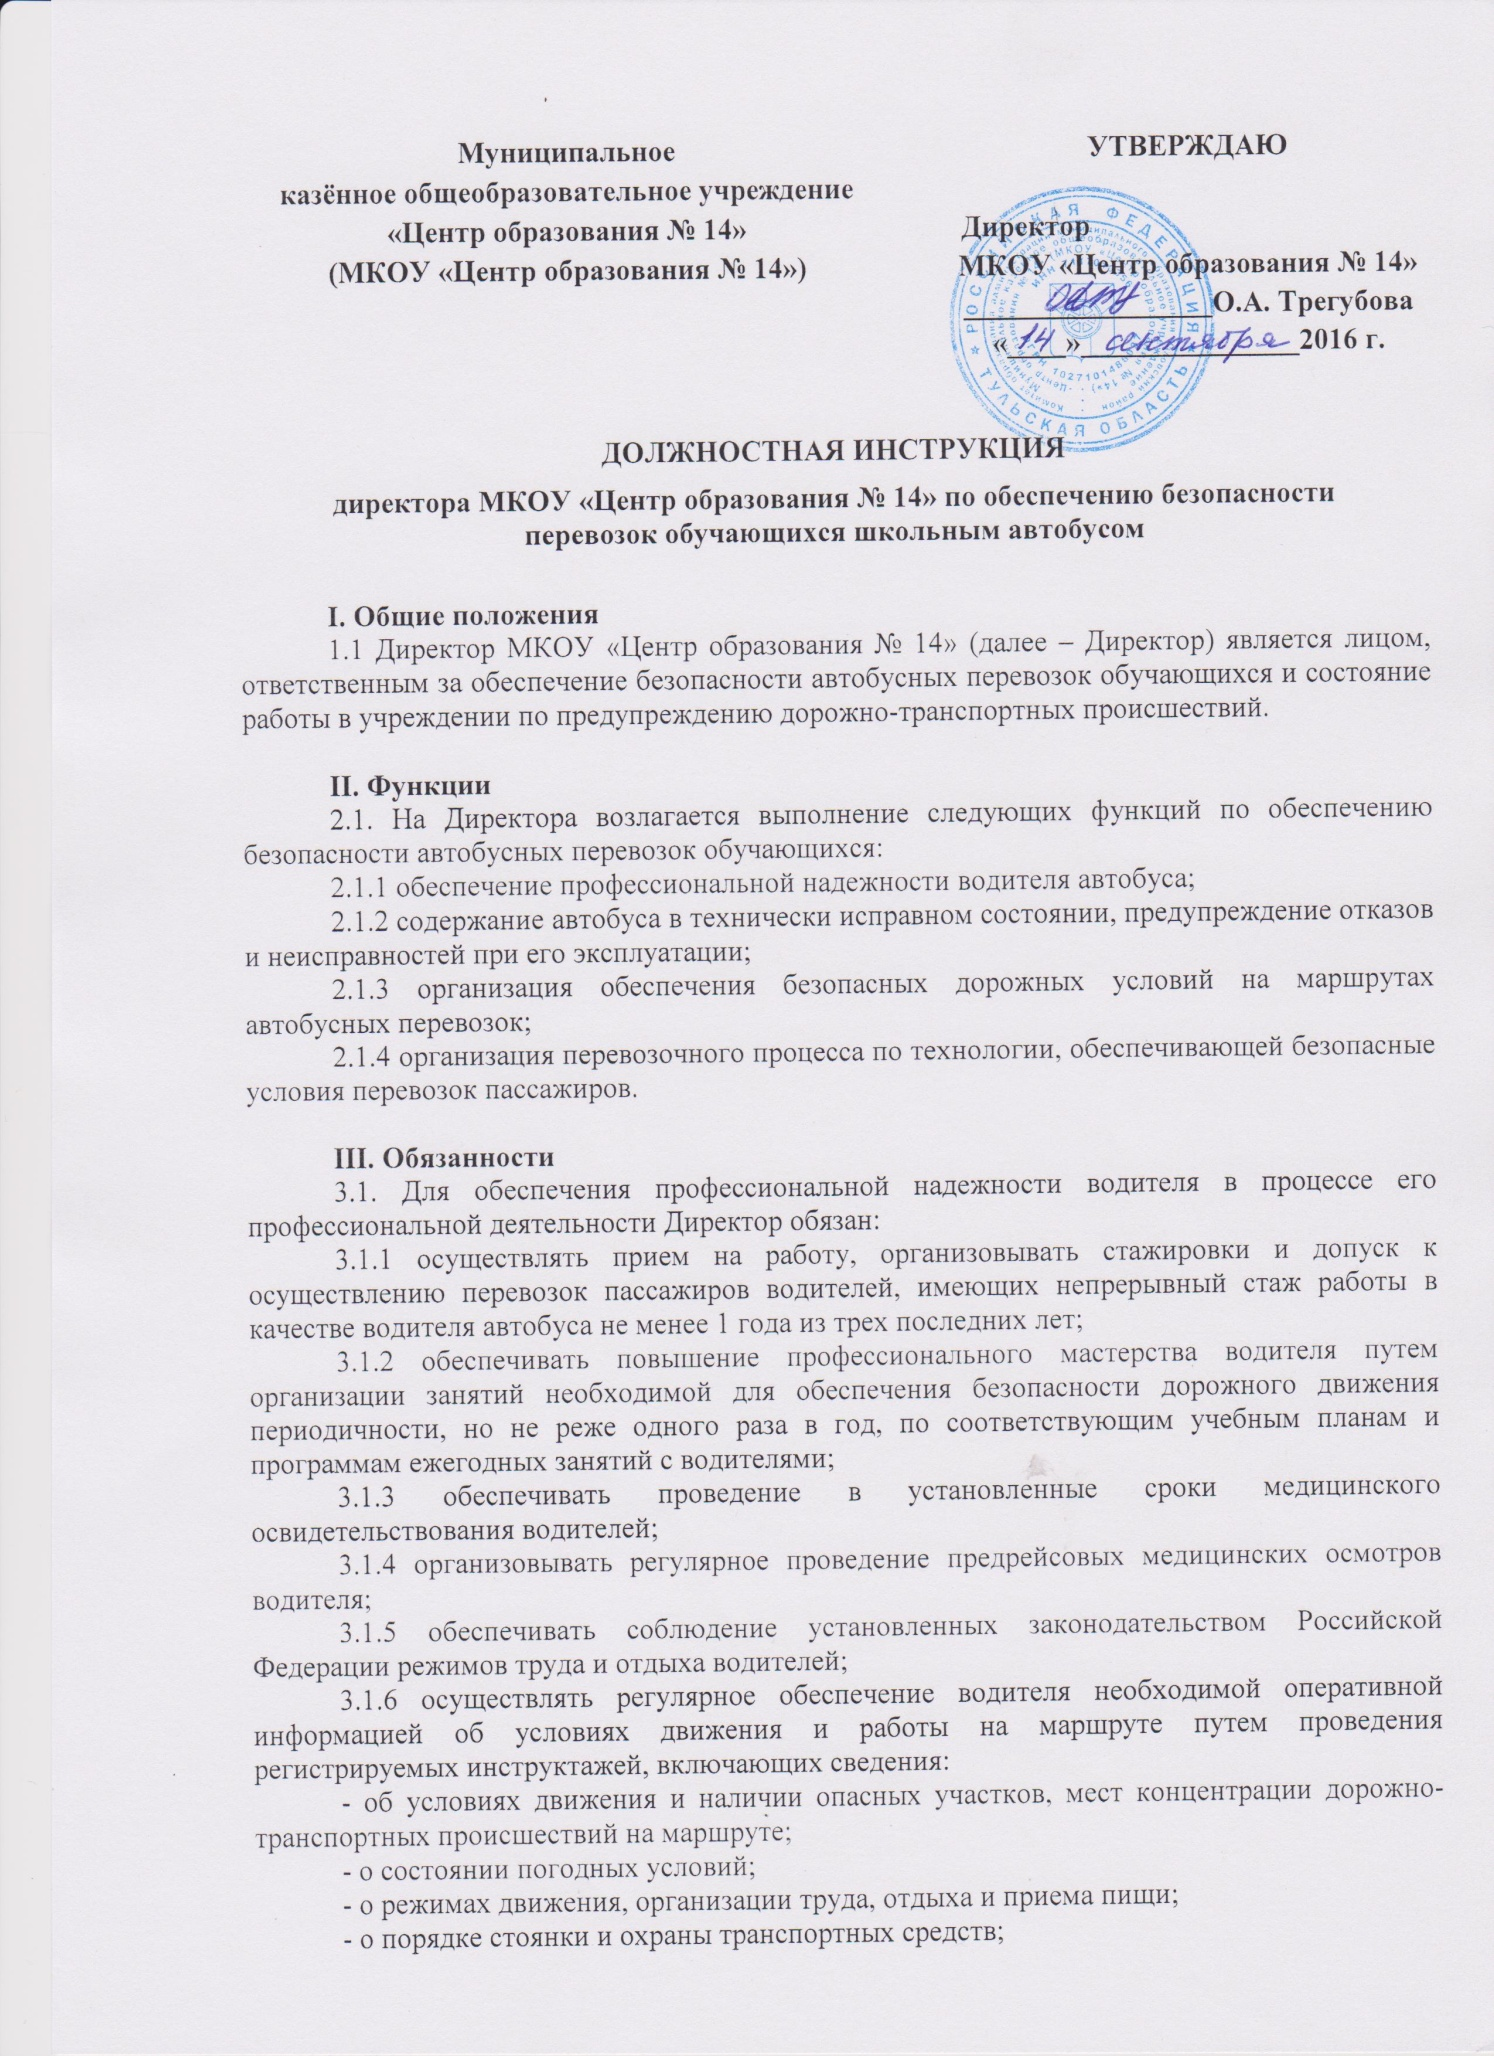 Муниципальное
казённое общеобразовательное учреждение
«Центр образования № 14»
(МКОУ «Центр образования № 14»)
УТВЕРЖДАЮ
Директор
МКОУ «Центр образования № 14»
О.А. Трегубова
«14» сентября 2016 г.
РОССИЙСКАЯ ФЕДЕРАЦИЯ
ТУЛЬСКАЯ ОБЛАСТЬ
ДОЛЖНОСТНАЯ ИНСТРУКЦИЯ
директора МКОУ «Центр образования № 14» по обеспечению безопасности
перевозок обучающихся школьным автобусом
I. Общие положения
1.1 Директор МКОУ «Центр образования № 14» (далее – Директор) является лицом,
ответственным за обеспечение безопасности автобусных перевозок обучающихся и состояние
работы в учреждении по предупреждению дорожно-транспортных происшествий.
II. Функции
2.1. На Директора возлагается выполнение следующих функций по обеспечению
безопасности автобусных перевозок обучающихся:
2.1.1 обеспечение профессиональной надежности водителя автобуса;
2.1.2 содержание автобуса в технически исправном состоянии, предупреждение отказов
и неисправностей при его эксплуатации;
2.1.3 организация обеспечения безопасных дорожных условий на маршрутах
автобусных перевозок;
2.1.4 организация перевозочного процесса по технологии, обеспечивающей безопасные
условия перевозок пассажиров.
III. Обязанности
3.1. Для обеспечения профессиональной надежности водителя в процессе его
профессиональной деятельности Директор обязан:
3.1.1 осуществлять прием на работу, организовывать стажировки и допуск к
осуществлению перевозок пассажиров водителей, имеющих непрерывный стаж работы в
качестве водителя автобуса не менее 1 года из трех последних лет;
3.1.2 обеспечивать повышение профессионального мастерства водителя путем
организации занятий необходимой для обеспечения безопасности дорожного движения
периодичности, но не реже одного раза в год, по соответствующим учебным планам и
программам ежегодных занятий с водителями;
3.1.3 обеспечивать проведение в установленные сроки медицинского
освидетельствования водителей;
3.1.4 организовывать регулярное проведение предрейсовых медицинских осмотров
водителя;
3.1.5 обеспечивать соблюдение установленных законодательством Российской
Федерации режимов труда и отдыха водителей;
3.1.6 осуществлять регулярное обеспечение водителя необходимой оперативной
информацией об условиях движения и работы на маршруте путем проведения
регистрируемых инструктажей, включающих сведения:
- об условиях движения и наличии опасных участков, мест концентрации дорожно-
транспортных происшествий на маршруте;
- о состоянии погодных условий;
- о режимах движения, организации труда, отдыха и приема пищи;
- о порядке стоянки и охраны транспортных средств;